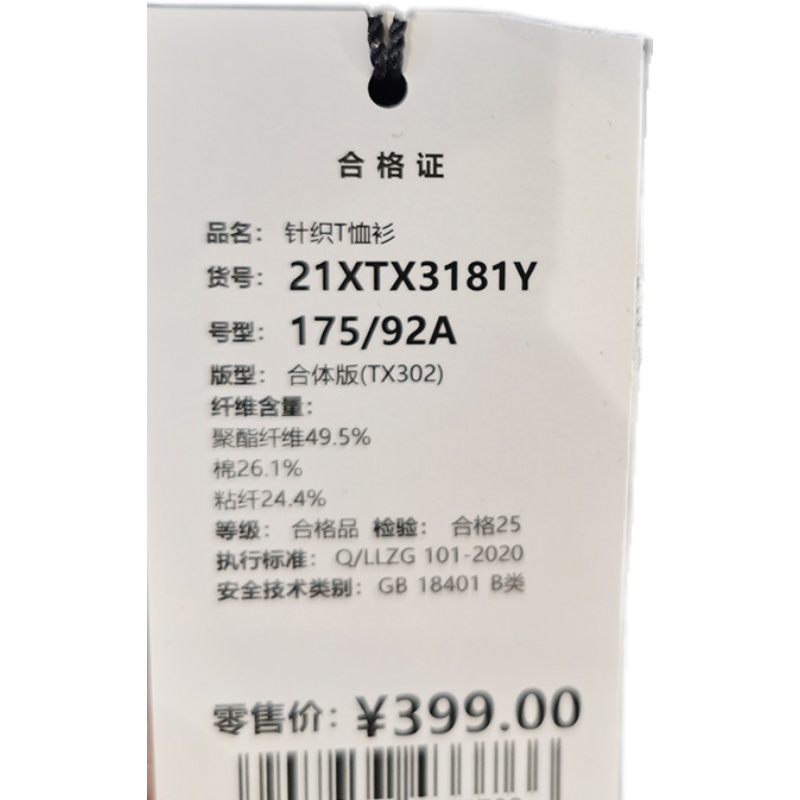 合格证
品名： 针织T恤衫
货号： 21XTX3181Y
号型： 175/92A
版型： 合体版(TX302)
纤维含量：
聚酯纤维49.5%
棉26.1%
粘纤24.4%
等级： 合格品 检验： 合格25
执行标准： Q/LLZG 101-2020
安全技术类别： GB 18401 B类
零售价： ¥399.00